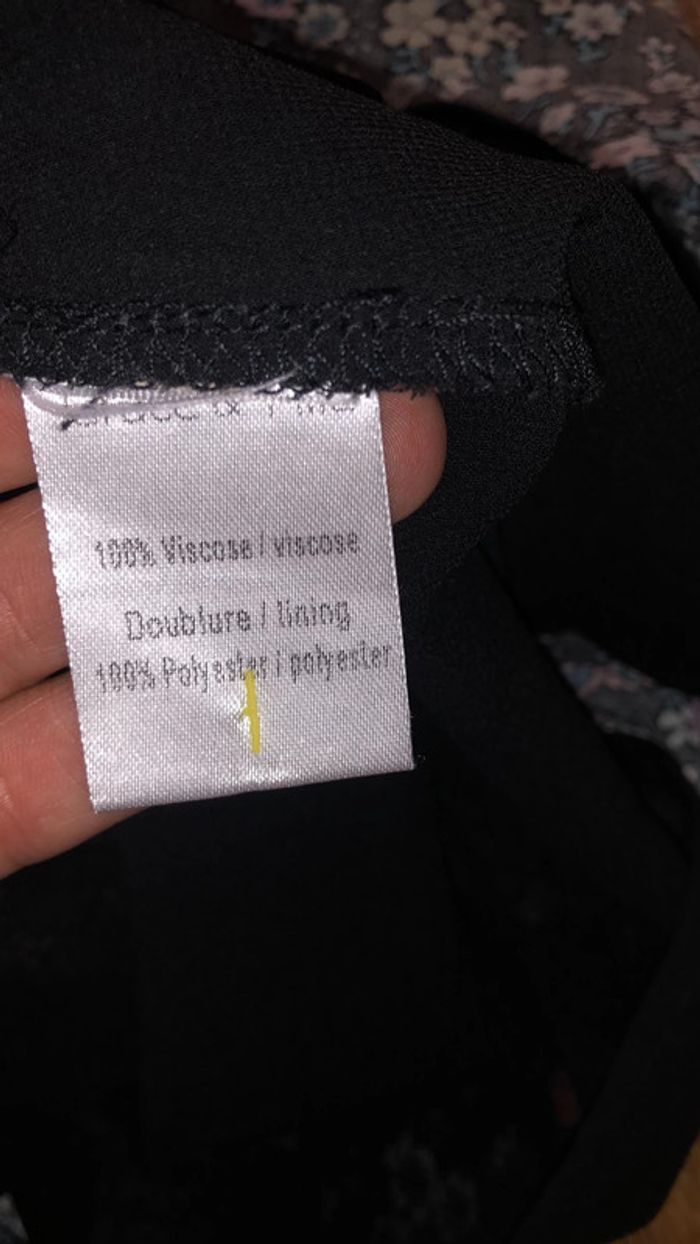 100% Viscose / viscose
Doublure / lining
100% Polyester / polyester